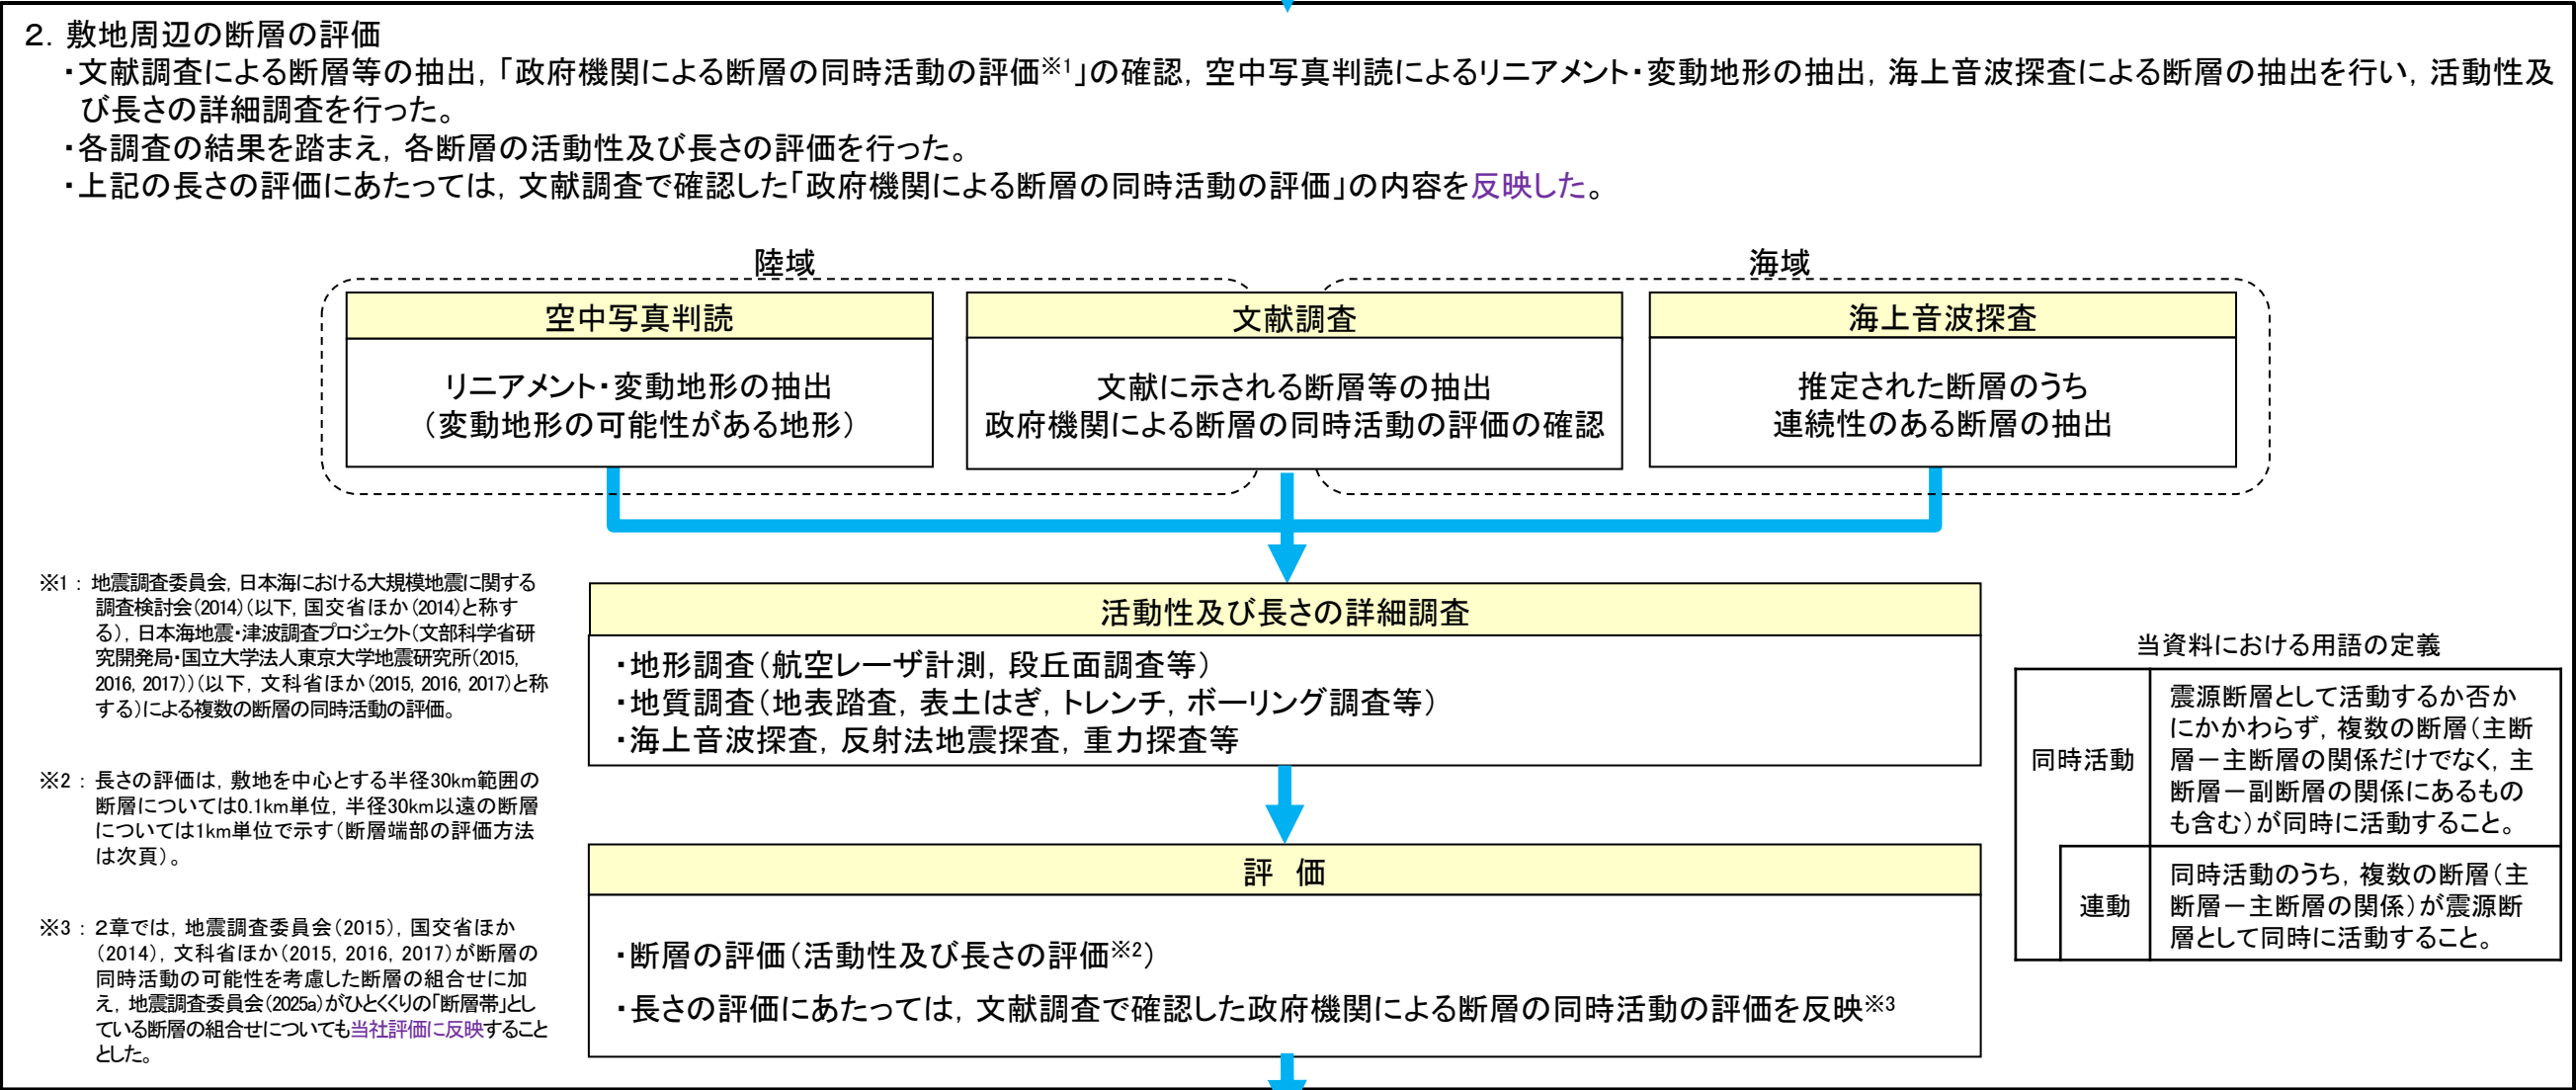 2．敷地周辺の断層の評価
・文献調査による断層等の抽出，「政府機関による断層の同時活動の評価※1」の確認，空中写真判読によるリニアメント・変動地形の抽出，海上音波探査による断層の抽出を行い，活動性及
び長さの詳細調査を行った。
・各調査の結果を踏まえ，各断層の活動性及び長さの評価を行った。
・上記の長さの評価にあたっては，文献調査で確認した「政府機関による断層の同時活動の評価」の内容を反映した。
陸域
海域
空中写真判読
リニアメント・変動地形の抽出
（変動地形の可能性がある地形）
文献調査
文献に示される断層等の抽出
政府機関による断層の同時活動の評価の確認
海上音波探査
推定された断層のうち
連続性のある断層の抽出
※1：地震調査委員会，日本海における大規模地震に関する
調査検討会（2014）（以下，国交省ほか（2014）と称す
る），日本海地震・津波調査プロジェクト（文部科学省研
究開発局・国立大学法人東京大学地震研究所（2015,
2016, 2017））（以下，文科省ほか（2015, 2016, 2017）と称
する）による複数の断層の同時活動の評価。
※2：長さの評価は，敷地を中心とする半径30km範囲の
断層については0.1km単位，半径30km以遠の断層
については1km単位で示す（断層端部の評価方法
は次頁）。
※3：2章では，地震調査委員会（2015），国交省ほか
（2014），文科省ほか（2015, 2016, 2017）が断層の
同時活動の可能性を考慮した断層の組合せに加
え，地震調査委員会（2025a）がひとくくりの「断層帯」とし
ている断層の組合せについても当社評価に反映すること
とした。
活動性及び長さの詳細調査
・地形調査（航空レーザ計測，段丘面調査等）
・地質調査（地表踏査，表土はぎ，トレンチ，ボーリング調査等）
・海上音波探査，反射法地震探査，重力探査等
評 価
・断層の評価（活動性及び長さの評価※2）
・長さの評価にあたっては，文献調査で確認した政府機関による断層の同時活動の評価を反映※3
当資料における用語の定義
同時活動
震源断層として活動するか否か
にかかわらず，複数の断層（主断
層－主断層の関係だけでなく，主
断層－副断層の関係にあるもの
も含む）が同時に活動すること。
連動
同時活動のうち，複数の断層（主
断層－主断層の関係）が震源断
層として同時に活動すること。